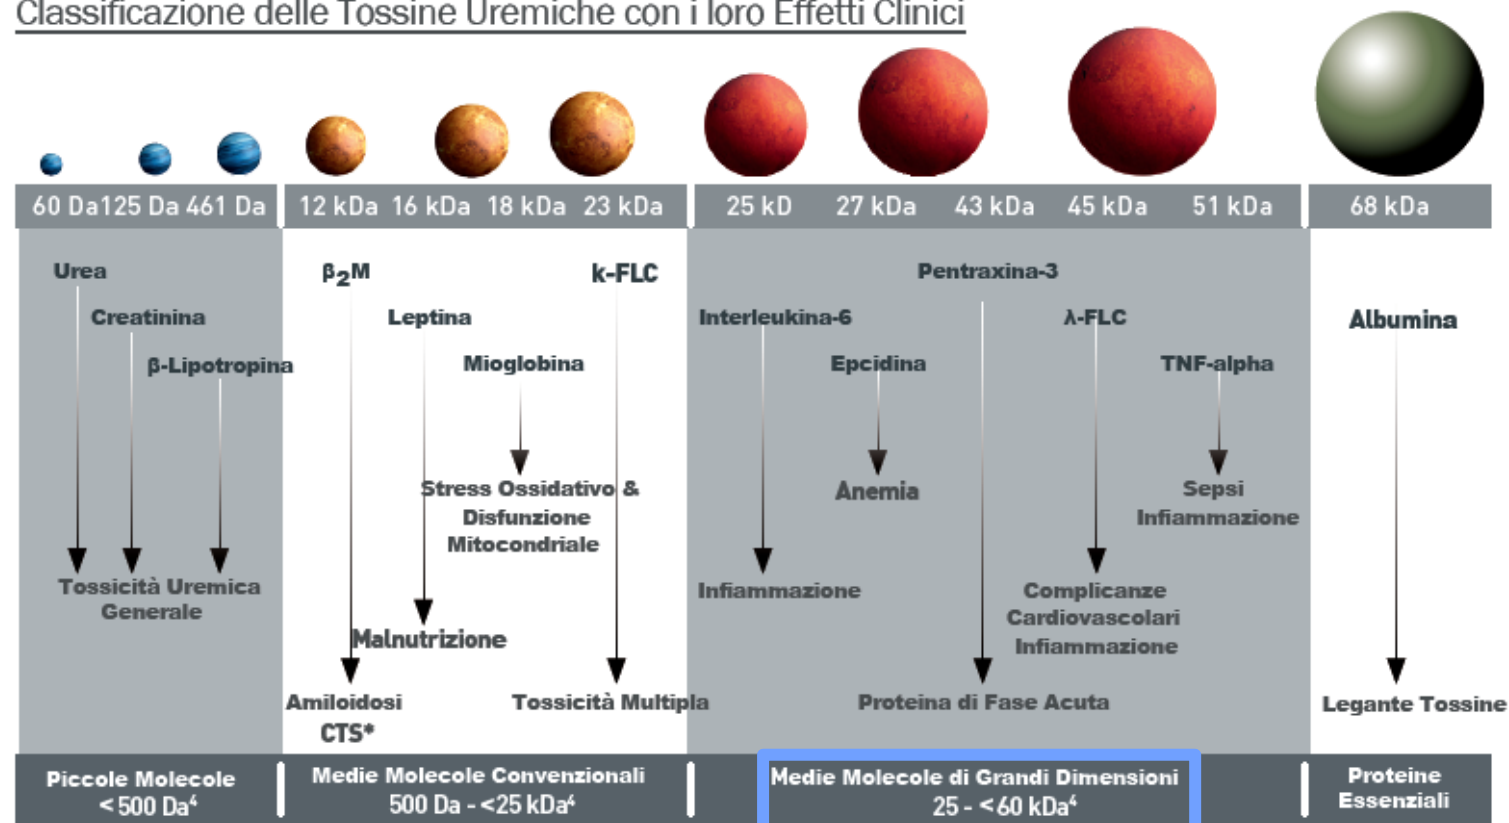 Classificazione delle Tossine Uremiche con i loro Effetti Clinici
60 Da 125 Da 461 Da 12 kDa 16 kDa 18 kDa 23 kDa 25 kD 27 kDa 43 kDa 45 kDa 51 kDa 68 kDa
Urea
β₂M
k-FLC
Pentraxina-3
Creatinina
Leptina
Interleukina-6
λ-FLC
Albumina
β-Lipotropina
Mioglobina
Epcidina
TNF-alpha
Stress Ossidativo &
Disfunzione
Mitocondriale
Anemia
Sepsi
Infiammazione
Tossicità Uremica
Generale
Infiammazione
Complicanze
Cardiovascolari
Infiammazione
Malnutrizione
Amiloidosi
CTS*
Tossicità Multipla
Proteina di Fase Acuta
Legante Tossine
Piccole Molecole
<500 Da⁴
Medie Molecole Convenzionali
500 Da - <25 kDa⁴
Medie Molecole di Grandi Dimensioni
25 - <60 kDa⁴
Proteine
Essenziali